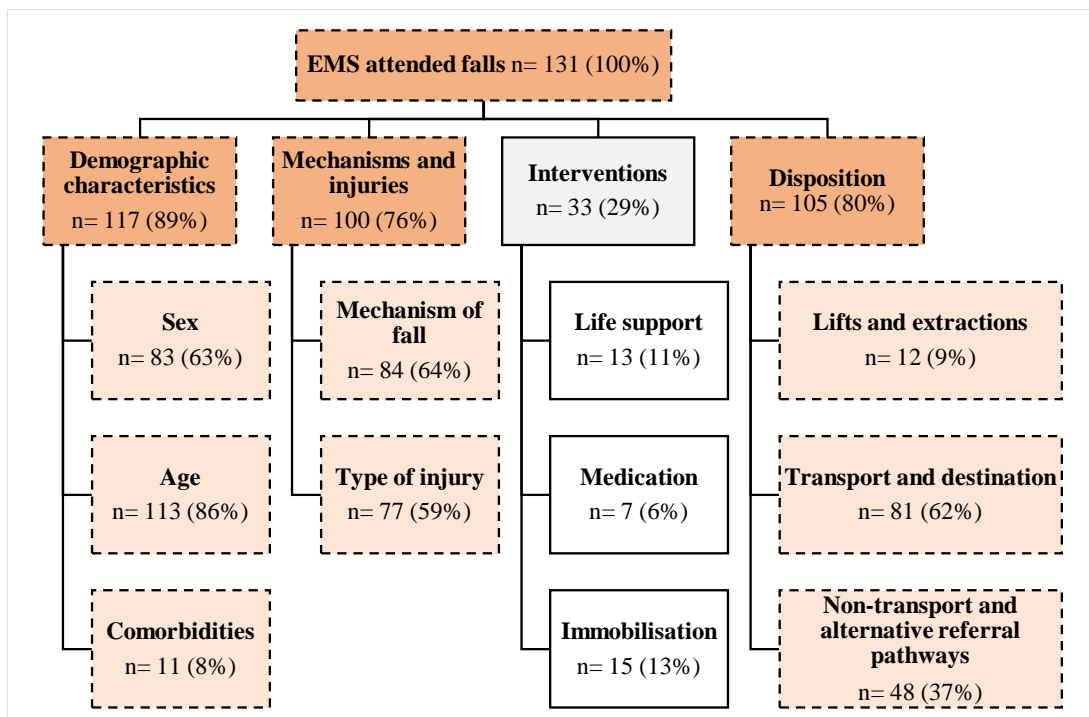 EMS attended falls n= 131 (100%)
Demographic
characteristics
n= 117 (89%)
Mechanisms and
injuries
n= 100 (76%)
Interventions
n= 33 (29%)
Disposition
n= 105 (80%)
Sex
n= 83 (63%)
Mechanism of
fall
n= 84 (64%)
Life support
n= 13 (11%)
Lifts and extractions
n= 12 (9%)
Age
n= 113 (86%)
Type of injury
n= 77 (59%)
Medication
n= 7 (6%)
Transport and destination
n= 81 (62%)
Comorbidities
n= 11 (8%)
Immobilisation
n= 15 (13%)
Non-transport and
alternative referral
pathways
n= 48 (37%)